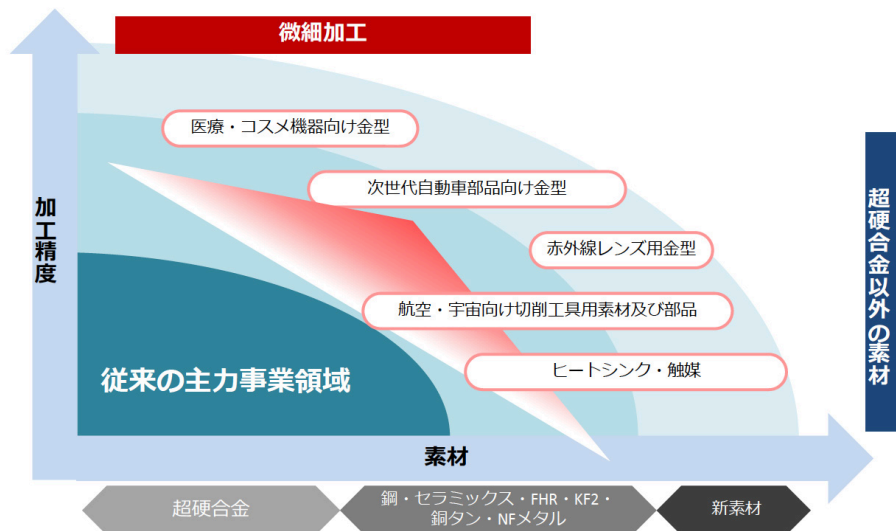 微細加工
医療・コスメ機器向け金型
次世代自動車部品向け金型
赤外線レンズ用金型
航空・宇宙向け切削工具用素材及び部品
ヒートシンク・触媒
加工精度
超硬合金以外の素材
従来の主力事業領域
素材
超硬合金
鋼・セラミックス・FHR・KF2・
銅タン・NFメタル
新素材